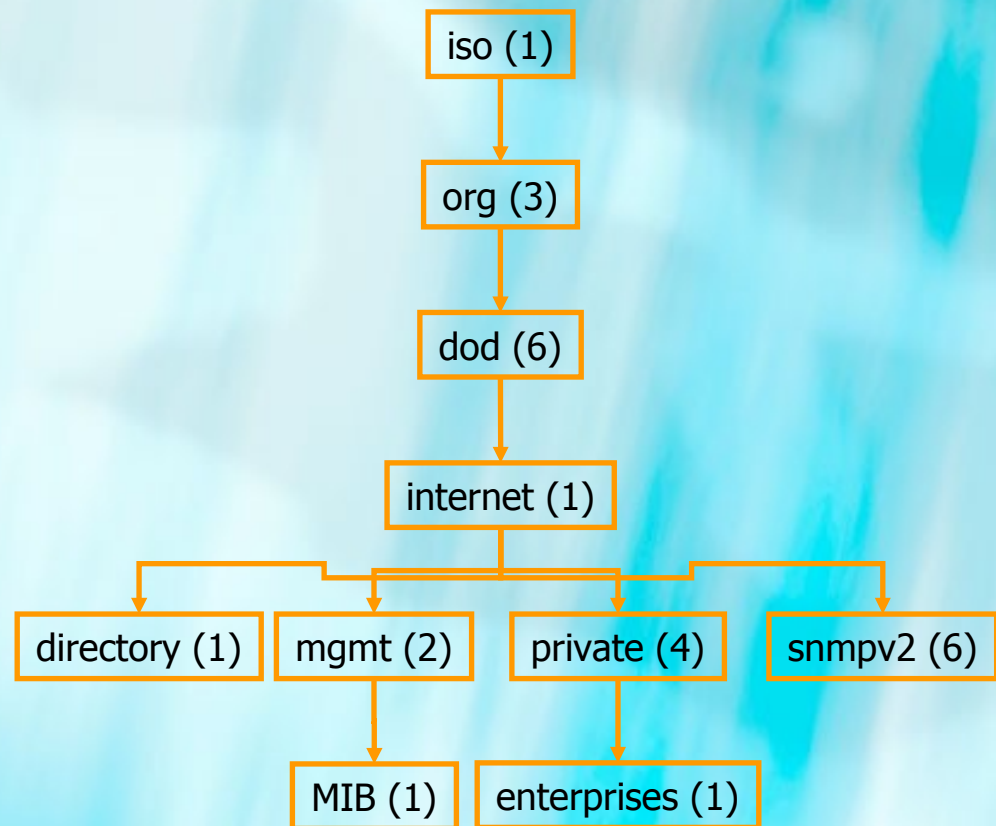 iso (1)
org (3)
dod (6)
internet (1)
directory (1)
mgmt (2)
private (4)
snmpv2 (6)
MIB (1)
enterprises (1)